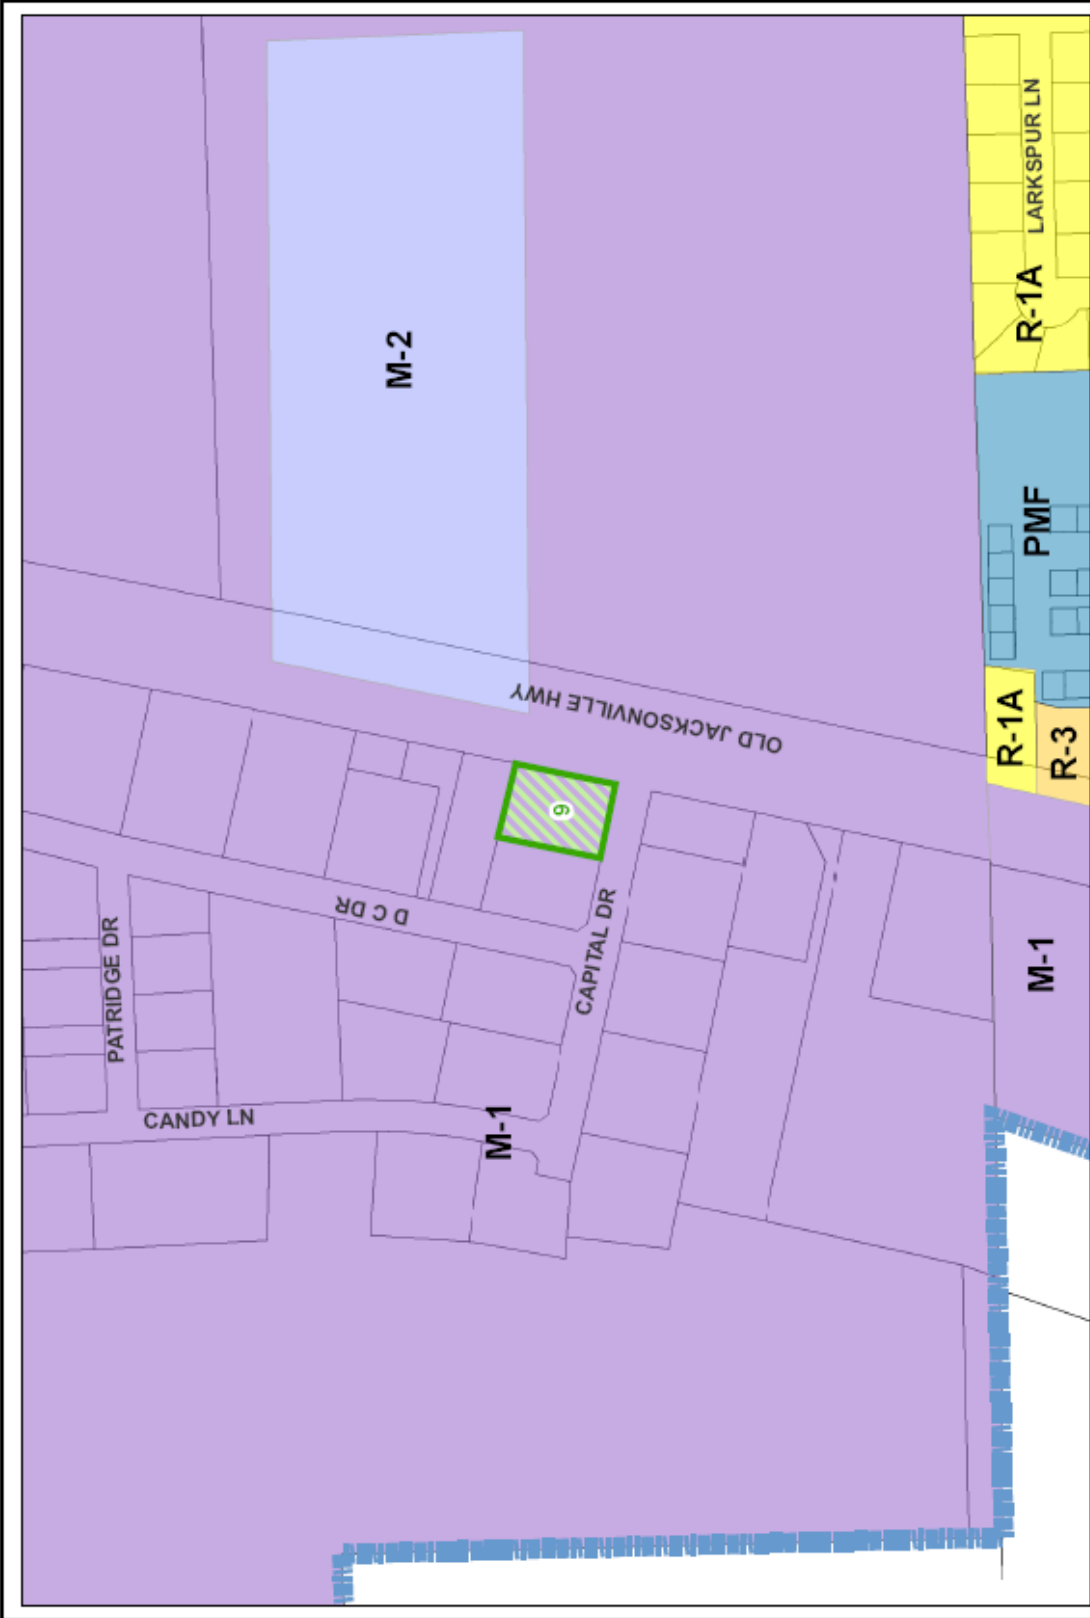 LARKSPUR LN
R-1A
M-2
PMF
OLD JACKSONVILLE HWY
R-1A
R-3
D C DR
CAPITAL DR
PATRIDGE DR
M-1
CANDY LN
M-1